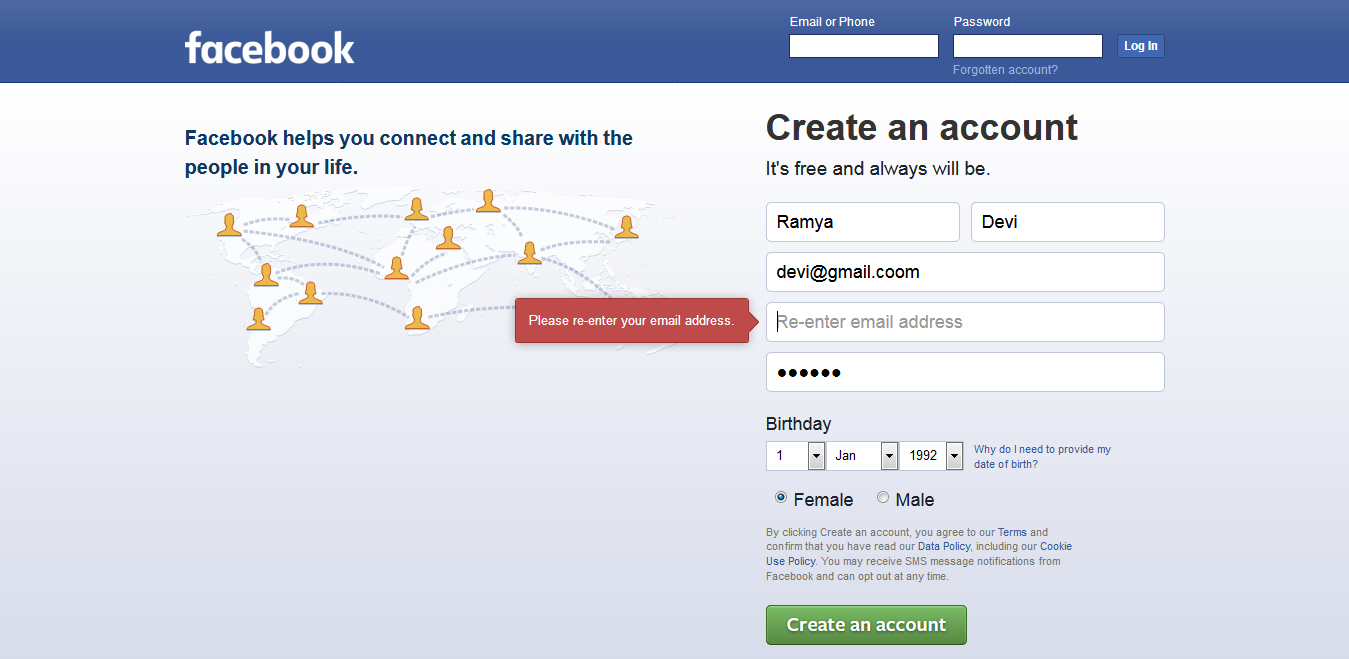 Email or Phone Password
facebook
Log In
Forgotten account?
Facebook helps you connect and share with the
people in your life.
Create an account
It's free and always will be.
Ramya Devi
devi@gmail.coom
Please re-enter your email address.
Re-enter email address
●●●●●●
Birthday
1 Jan 1992
Why do I need to provide my
date of birth?
Female Male
By clicking Create an account, you agree to our Terms and
confirm that you have read our Data Policy, including our Cookie
Use Policy. You may receive SMS message notifications from
Facebook and can opt out at any time.
Create an account